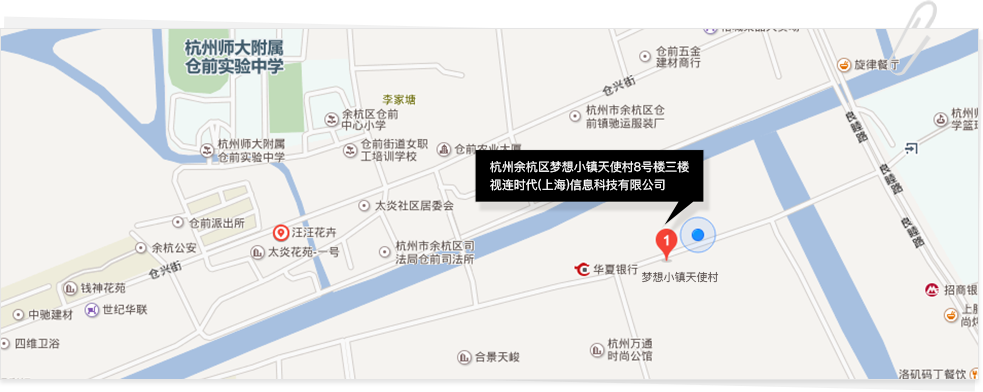 杭州师大附属
仓前实验中学
仓前五金
建材商行
旋律餐厅
仓兴街
李家塘
余杭区仓前
中心小学
杭州市余杭区仓
前镇驰运服装厂
良睦路
杭州师大附属
仓前实验中学
仓前街道女职
工培训学校
仓前农业大厦
杭州余杭区梦想小镇天使村8号楼三楼
视连时代(上海)信息科技有限公司
良睦路
太炎社区居委会
仓前派出所
汪汪花卉
良睦路
余杭公安
太炎花苑-一号
杭州市余杭区司
法局仓前司法所
1
仓兴街
华夏银行
梦想小镇天使村
钱神花苑
世纪华联
招商银
中驰建材
四维卫浴
合景天峻
杭州万通
时尚公馆
洛矶码丁餐饮